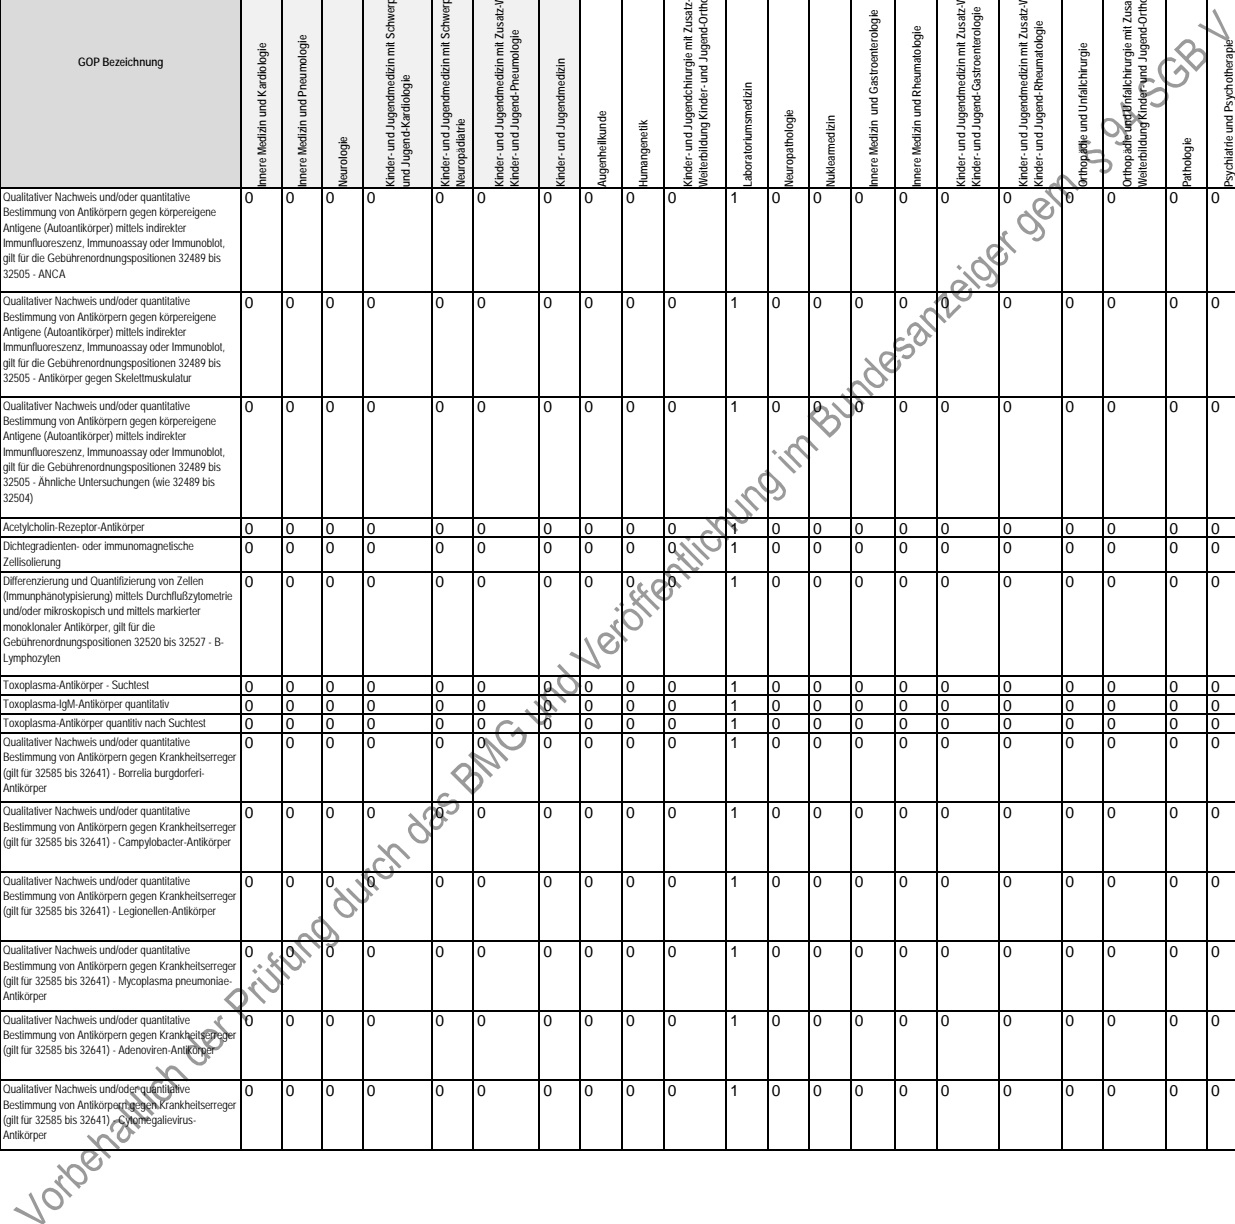 GOP Bezeichnung
Innere Medizin und Kardiologie
Innere Medizin und Pneumologie
Neurologie
Kinder- und Jugendmedizin mit
und Jugend-Kardiologie
Kinder- und Jugendmedizin mit
Neuropädiatrie
Kinder- und Jugendmedizin mit
Kinder- und Jugend-Pneumologie
Kinder- und Jugendmedizin
Augenheilkunde
Humangenetik
Kinder- und Jugendchirurgie mit Zusatz-
Weiterbildung Kinder- und
Laboratoriumsmedizin
Neuropathologie
Nuklearmedizin
Innere Medizin und Gastroenterologie
Innere Medizin und Rheumatologie
Kinder- und Jugendmedizin mit
Kinder- und Jugend-Gastroenterologie
Kinder- und Jugendmedizin mit
Kinder- und Jugend-Rheumatologie
Orthopädie und Unfallchirurgie
Orthopädie und Unfallchirurgie mit
Weiterbildung Kinder- und
Pathologie
Psychiatrie und Psychotherapie
Qualitativer Nachweis und/oder quantitative
Bestimmung von Antikörpern gegen körpereigene
Antigene (Autoantikörper) mittels indirekter
Immunfluoreszenz, Immunoassay oder Immunoblot,
gilt für die Gebührenordnungspositionen 32489 bis
32505 - ANCA
0 0 0 0 0 0 0 0 0 0 1 0 0 0 0 0 0 0 0 0 0
Qualitativer Nachweis und/oder quantitative
Bestimmung von Antikörpern gegen körpereigene
Antigene (Autoantikörper) mittels indirekter
Immunfluoreszenz, Immunoassay oder Immunoblot,
gilt für die Gebührenordnungspositionen 32489 bis
32505 - Antikörper gegen Skelettmuskulatur
0 0 0 0 0 0 0 0 0 0 1 0 0 0 0 0 0 0 0 0 0
Qualitativer Nachweis und/oder quantitative
Bestimmung von Antikörpern gegen körpereigene
Antigene (Autoantikörper) mittels indirekter
Immunfluoreszenz, Immunoassay oder Immunoblot,
gilt für die Gebührenordnungspositionen 32489 bis
32505 - Ähnliche Untersuchungen (wie 32489 bis
32504)
0 0 0 0 0 0 0 0 0 0 1 0 0 0 0 0 0 0 0 0 0
Acetylcholin-Rezeptor-Antikörper 0 0 0 0 0 0 0 0 0 0 1 0 0 0 0 0 0 0 0 0 0
Dichtegradienten- oder immunomagnetische
Zellisolierung
0 0 0 0 0 0 0 0 0 0 1 0 0 0 0 0 0 0 0 0 0
Differenzierung und Quantifizierung von Zellen
(Immunphänotypisierung) mittels Durchflußzytometrie
und/oder mikroskopisch und mittels markierter
monoklonaler Antikörper, gilt für die
Gebührenordnungspositionen 32520 bis 32527 - B-
Lymphozyten
0 0 0 0 0 0 0 0 0 0 1 0 0 0 0 0 0 0 0 0 0
Toxoplasma-Antikörper - Suchtest 0 0 0 0 0 0 0 0 0 0 1 0 0 0 0 0 0 0 0 0 0
Toxoplasma-IgM-Antikörper quantitativ 0 0 0 0 0 0 0 0 0 0 1 0 0 0 0 0 0 0 0 0 0
Toxoplasma-Antikörper quantitiv nach Suchtest 0 0 0 0 0 0 0 0 0 0 1 0 0 0 0 0 0 0 0 0 0
Qualitativer Nachweis und/oder quantitative
Bestimmung von Antikörpern gegen Krankheitserreger
(gilt für 32585 bis 32641) - Borrelia burgdorferi-
Antikörper
0 0 0 0 0 0 0 0 0 0 1 0 0 0 0 0 0 0 0 0 0
Qualitativer Nachweis und/oder quantitative
Bestimmung von Antikörpern gegen Krankheitserreger
(gilt für 32585 bis 32641) - Campylobacter-Antikörper
0 0 0 0 0 0 0 0 0 0 1 0 0 0 0 0 0 0 0 0 0
Qualitativer Nachweis und/oder quantitative
Bestimmung von Antikörpern gegen Krankheitserreger
(gilt für 32585 bis 32641) - Legionellen-Antikörper
0 0 0 0 0 0 0 0 0 0 1 0 0 0 0 0 0 0 0 0 0
Qualitativer Nachweis und/oder quantitative
Bestimmung von Antikörpern gegen Krankheitserreger
(gilt für 32585 bis 32641) - Mycoplasma pneumoniae-
Antikörper
0 0 0 0 0 0 0 0 0 0 1 0 0 0 0 0 0 0 0 0 0
Qualitativer Nachweis und/oder quantitative
Bestimmung von Antikörpern gegen Krankheitserreger
(gilt für 32585 bis 32641) - Adenoviren-Antikörper
0 0 0 0 0 0 0 0 0 0 1 0 0 0 0 0 0 0 0 0 0
Qualitativer Nachweis und/oder quantitative
Bestimmung von Antikörpern gegen Krankheitserreger
(gilt für 32585 bis 32641) - Cytomegalievirus-
Antikörper
0 0 0 0 0 0 0 0 0 0 1 0 0 0 0 0 0 0 0 0 0
Vorbehaltlich der Prüfung durch das BMG und Veröffentlichung im Bundesanzeiger gem. § 94 SGB V